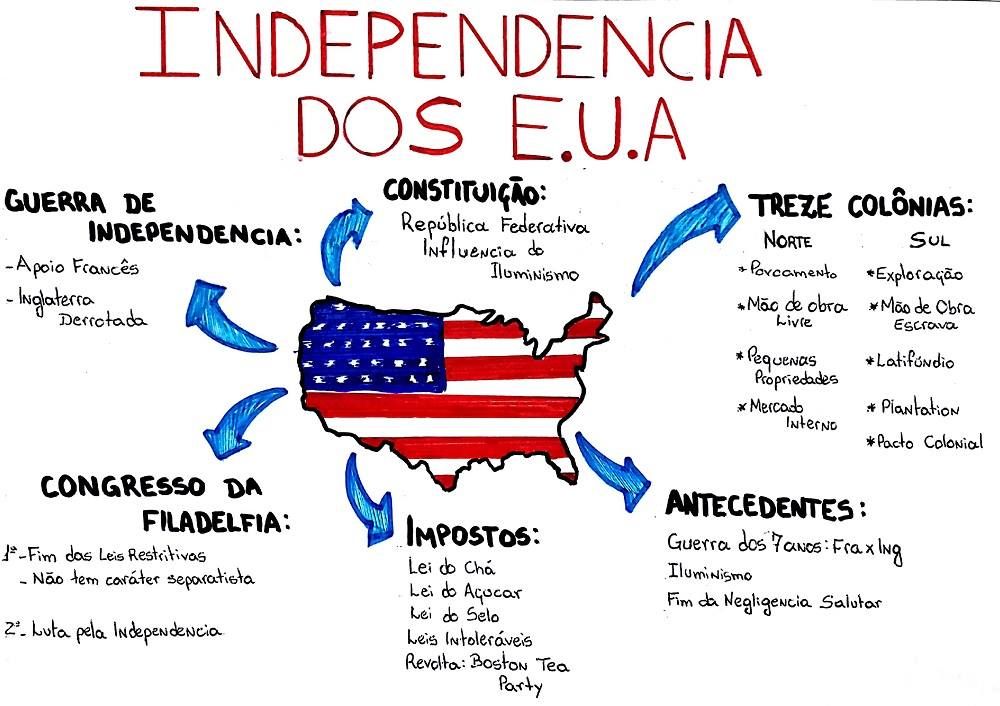 INDEPENDENCIA
DOS E.U.A
GUERRA DE
INDEPENDENCIA:
- Apoio Francês
- Inglaterra
Derrotada
CONSTITUIÇÃO:
República Federativa
Influencia do
Iluminismo
TREZE COLÔNIAS:
NORTE
* Povoamento
* Mão de obra
Livre
* Pequenas
Propriedades
* Mercado
Interno
SUL
* Exploração
* Mão de Obra
Escrava
* Latifúndio
* Plantation
* Pacto Colonial
CONGRESSO DA
FILADELFIA:
1º - Fim das Leis Restritivas
- Não tem caráter separatista
2º - Luta pela Independencia
IMPOSTOS:
Lei do Chá
Lei do Açucar
Lei do Selo
Leis Intoleráveis
Revolta: Boston Tea
Party
ANTECEDENTES:
Guerra dos 7 anos: Fra x Ing
Iluminismo
Fim da Negligencia Salutar